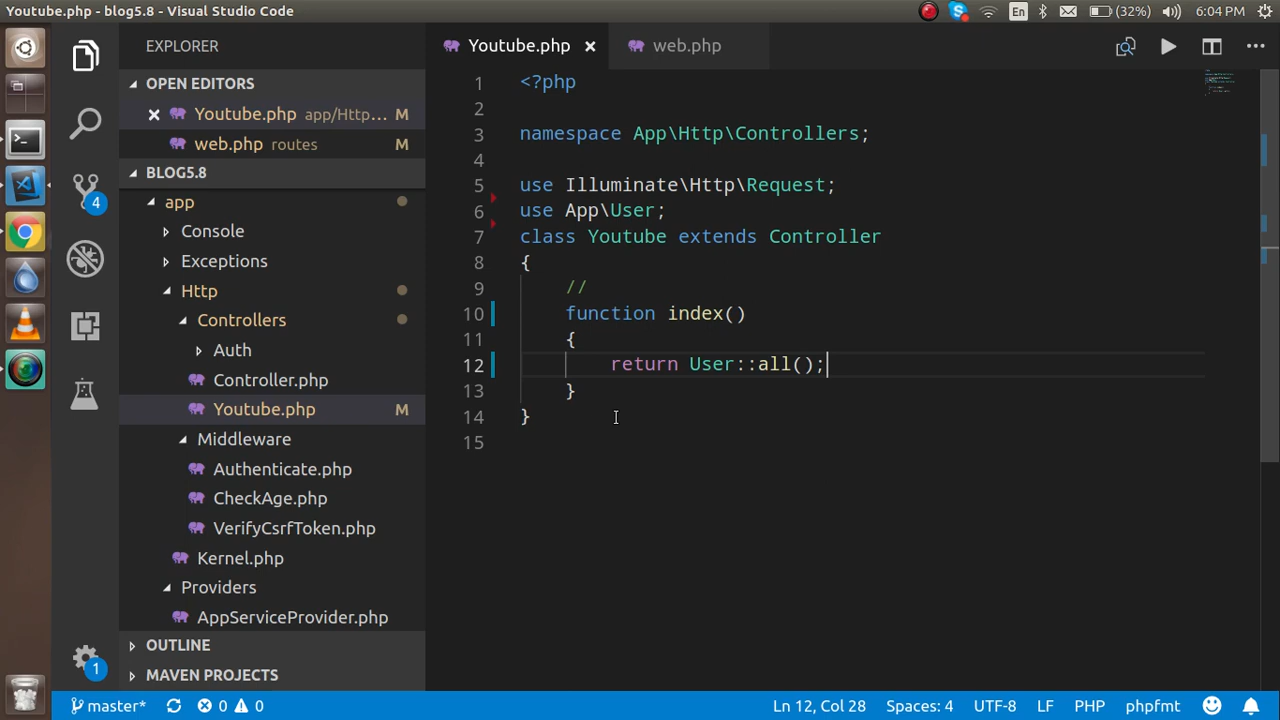 Youtube.php - blog5.8 - Visual Studio Code
En
(32%)
6:04 PM
EXPLORER
OPEN EDITORS
Youtube.php app/Http... M
web.php routes M
BLOG5.8
app
Console
Exceptions
Http
Controllers
Auth
Controller.php
Youtube.php M
Middleware
Authenticate.php
CheckAge.php
VerifyCsrfToken.php
Kernel.php
Providers
AppServiceProvider.php
OUTLINE
MAVEN PROJECTS
4
1
Youtube.php
web.php
1 <?php
2
3 namespace App\Http\Controllers;
4
5 use Illuminate\Http\Request;
6 use App\User;
7 class Youtube extends Controller
8 {
9 //
10 function index()
11 {
12 return User::all();
13 }
14 }
15
master* 0 0
Ln 12, Col 28 Spaces: 4 UTF-8 LF PHP phpfmt